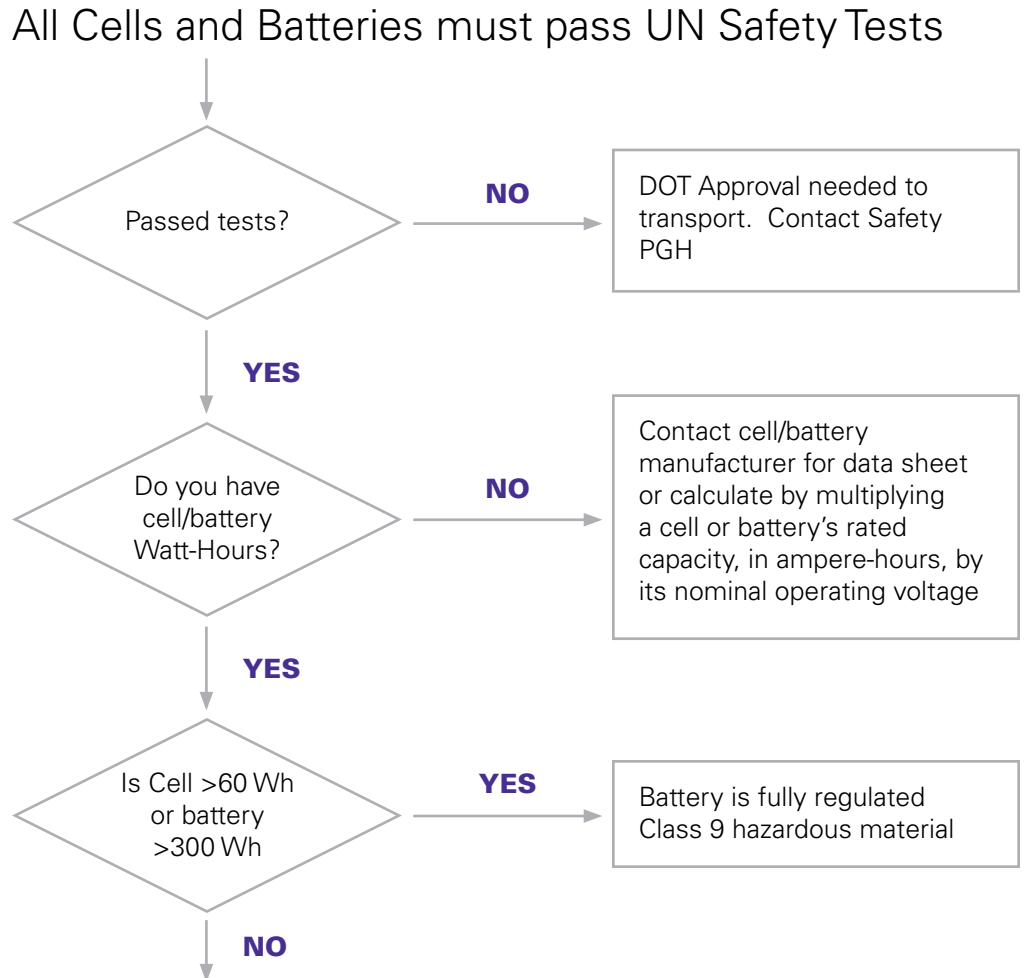 All Cells and Batteries must pass UN Safety Tests
Passed tests?
NO
DOT Approval needed to
transport.  Contact Safety
PGH
YES
Do you have
cell/battery
Watt-Hours?
NO
Contact cell/battery
manufacturer for data sheet
or calculate by multiplying
a cell or battery’s rated
capacity, in ampere-hours, by
its nominal operating voltage
YES
Is Cell >60 Wh
or battery
>300 Wh
YES
Battery is fully regulated
Class 9 hazardous material
NO